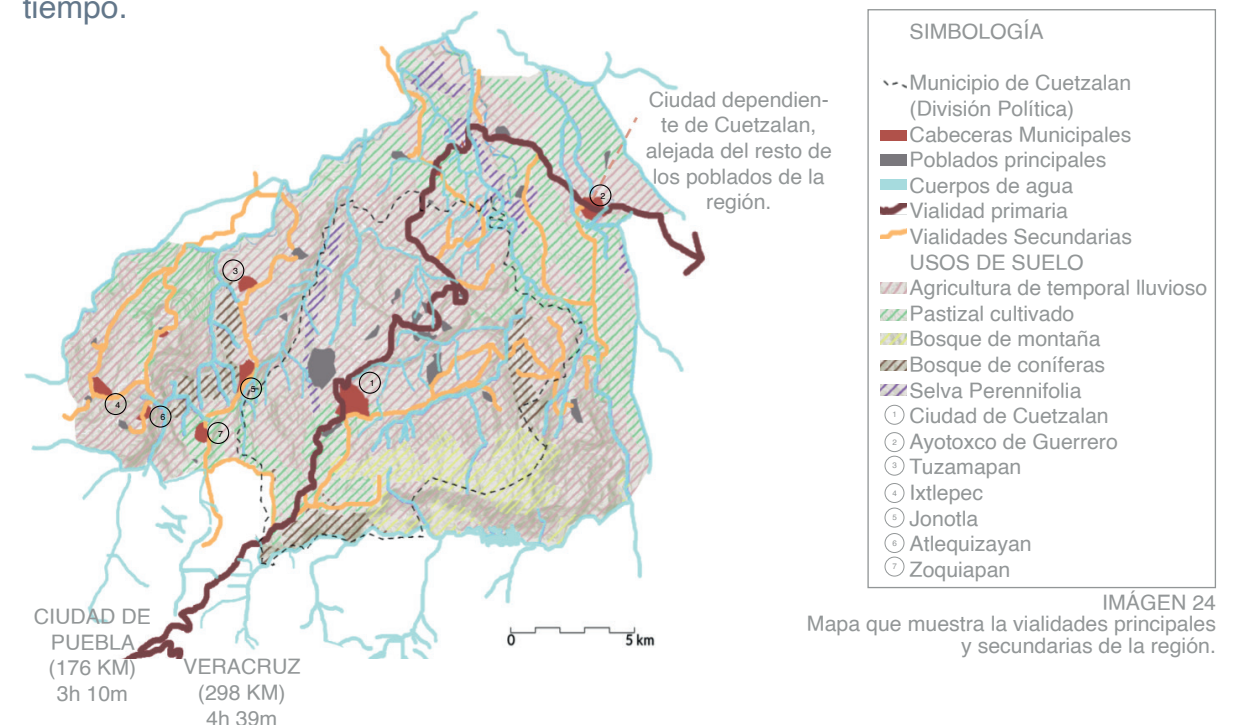 tiempo.
Ciudad dependien-
te de Cuetzalan,
alejada del resto de
los poblados de la
región.
2
3
1
5
4
6
7
CIUDAD DE
PUEBLA
(176 KM)
3h 10m
VERACRUZ
(298 KM)
4h 39m
0 5 km
SIMBOLOGÍA
Municipio de Cuetzalan
(División Política)
Cabeceras Municipales
Poblados principales
Cuerpos de agua
Vialidad primaria
Vialidades Secundarias
USOS DE SUELO
Agricultura de temporal lluvioso
Pastizal cultivado
Bosque de montaña
Bosque de coníferas
Selva Perennifolia
1 Ciudad de Cuetzalan
2 Ayotoxco de Guerrero
3 Tuzamapan
4 Ixtlepec
5 Jonotla
6 Atlequizayan
7 Zoquiapan
IMÁGEN 24
Mapa que muestra la vialidades principales
y secundarias de la región.